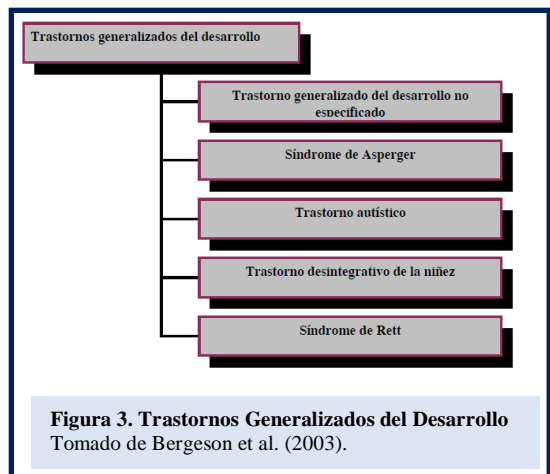 Trastornos generalizados del desarrollo
Trastorno generalizado del desarrollo no
especificado
Síndrome de Asperger
Trastorno autístico
Trastorno desintegrativo de la niñez
Síndrome de Rett
Figura 3. Trastornos Generalizados del Desarrollo
Tomado de Bergeson et al. (2003).